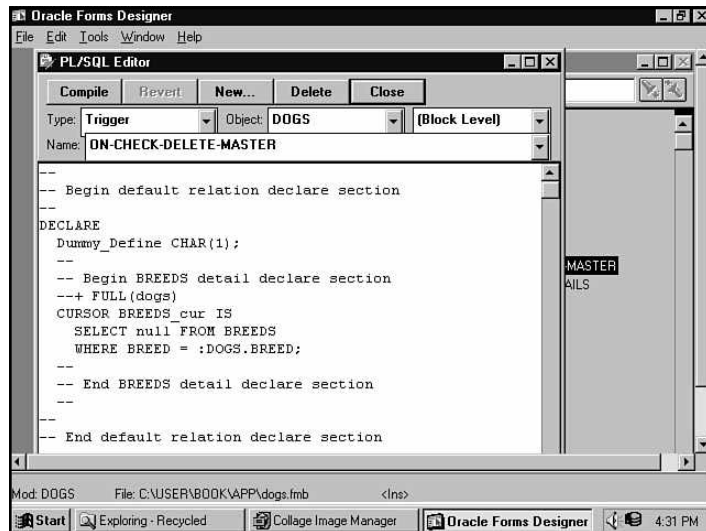 Oracle Forms Designer
File Edit Tools Window Help
PL/SQL Editor
Compile Revert New... Delete Close
Type: Trigger Object: DOGS (Block Level)
Name: ON-CHECK-DELETE-MASTER
--
-- Begin default relation declare section
--
DECLARE
Dummy_Define CHAR(1);
--
-- Begin BREEDS detail declare section
--+ FULL(dogs)
CURSOR BREEDS_cur IS
SELECT null FROM BREEDS
WHERE BREED = :DOGS.BREED;
--
-- End BREEDS detail declare section
--
--
-- End default relation declare section
-MASTER
AILS
Mod: DOGS File: C:\USER\BOOK\APP\dogs.fmb <Ins>
Start Exploring - Recycled Collage Image Manager Oracle Forms Designer 4:31 PM